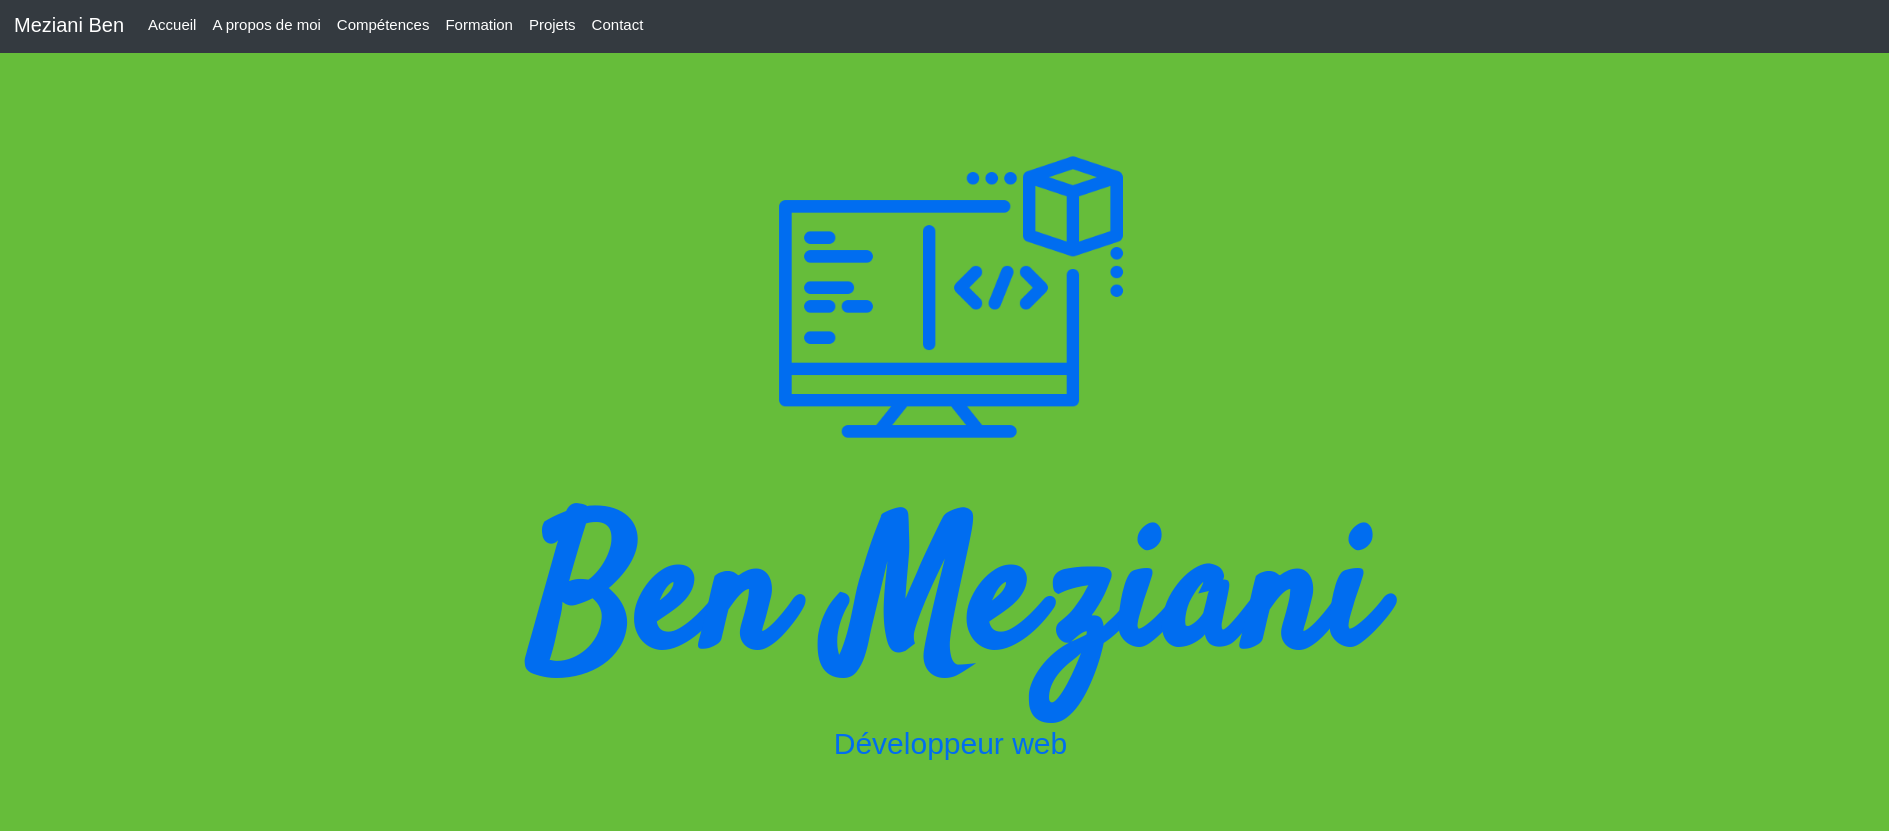 Meziani Ben Accueil A propos de moi Compétences Formation Projets Contact
</>
Ben Meziani
Développeur web